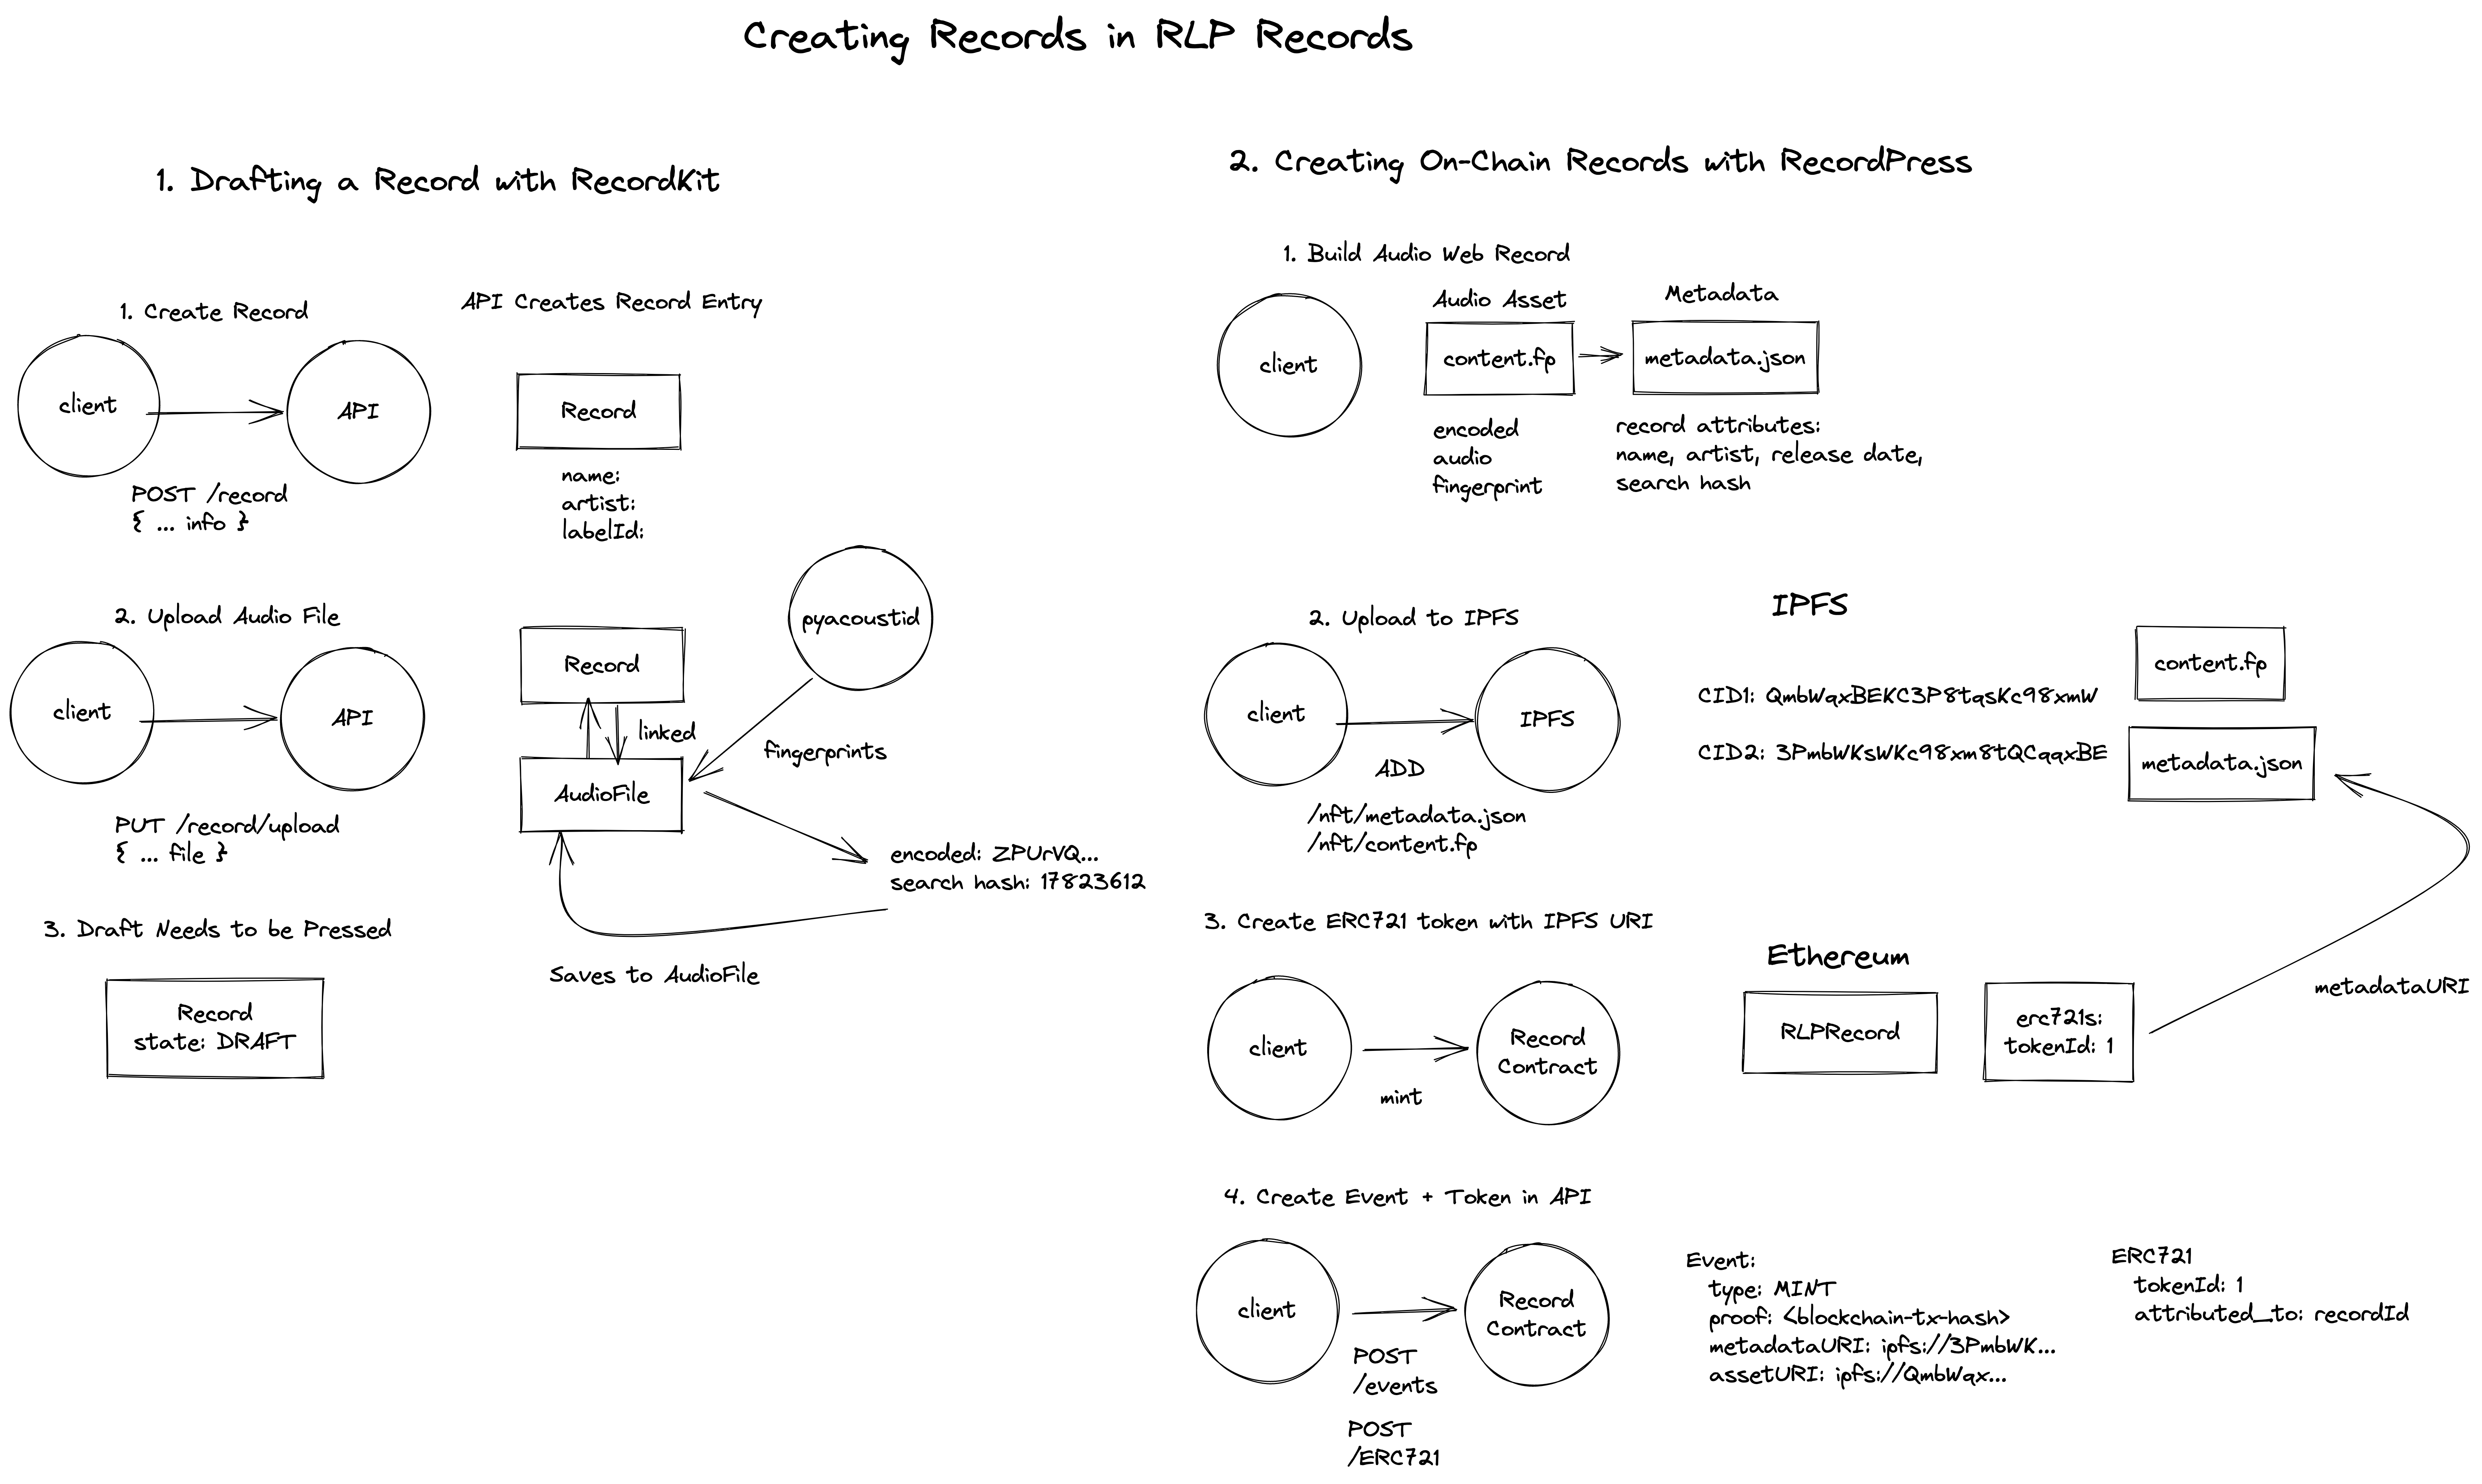 Creating Records in RLP Records
1. Drafting a Record with RecordKit
1. Create Record
API Creates Record Entry
client
API
Record
POST /record
{ ... info }
name:
artist:
labelId:
2. Upload Audio File
client
API
Record
pyacoustid
linked
fingerprints
AudioFile
PUT /record/upload
{ ... file }
encoded: ZPUrVQ...
search hash: 17823612
Saves to AudioFile
3. Draft Needs to be Pressed
Record
state: DRAFT
2. Creating On-Chain Records with RecordPress
1. Build Audio Web Record
client
Audio Asset
content.fp
Metadata
metadata.json
encoded
audio
fingerprint
record attributes:
name, artist, release date,
search hash
2. Upload to IPFS
client
IPFS
ADD
/nft/metadata.json
/nft/content.fp
IPFS
CID1: QmbWqxBEKC3P8tqsKc98xmW
CID2: 3PmbWKsWKc98xm8tQCqqxBE
content.fp
metadata.json
3. Create ERC721 token with IPFS URI
client
mint
Record
Contract
Ethereum
RLPRecord
erc721s:
tokenId: 1
metadataURI
4. Create Event + Token in API
client
Record
Contract
POST
/events
POST
/ERC721
Event:
type: MINT
proof: <blockchain-tx-hash>
metadataURI: ipfs://3PmbWK...
assetURI: ipfs://QmbWqx...
ERC721
tokenId: 1
attributed_to: recordId